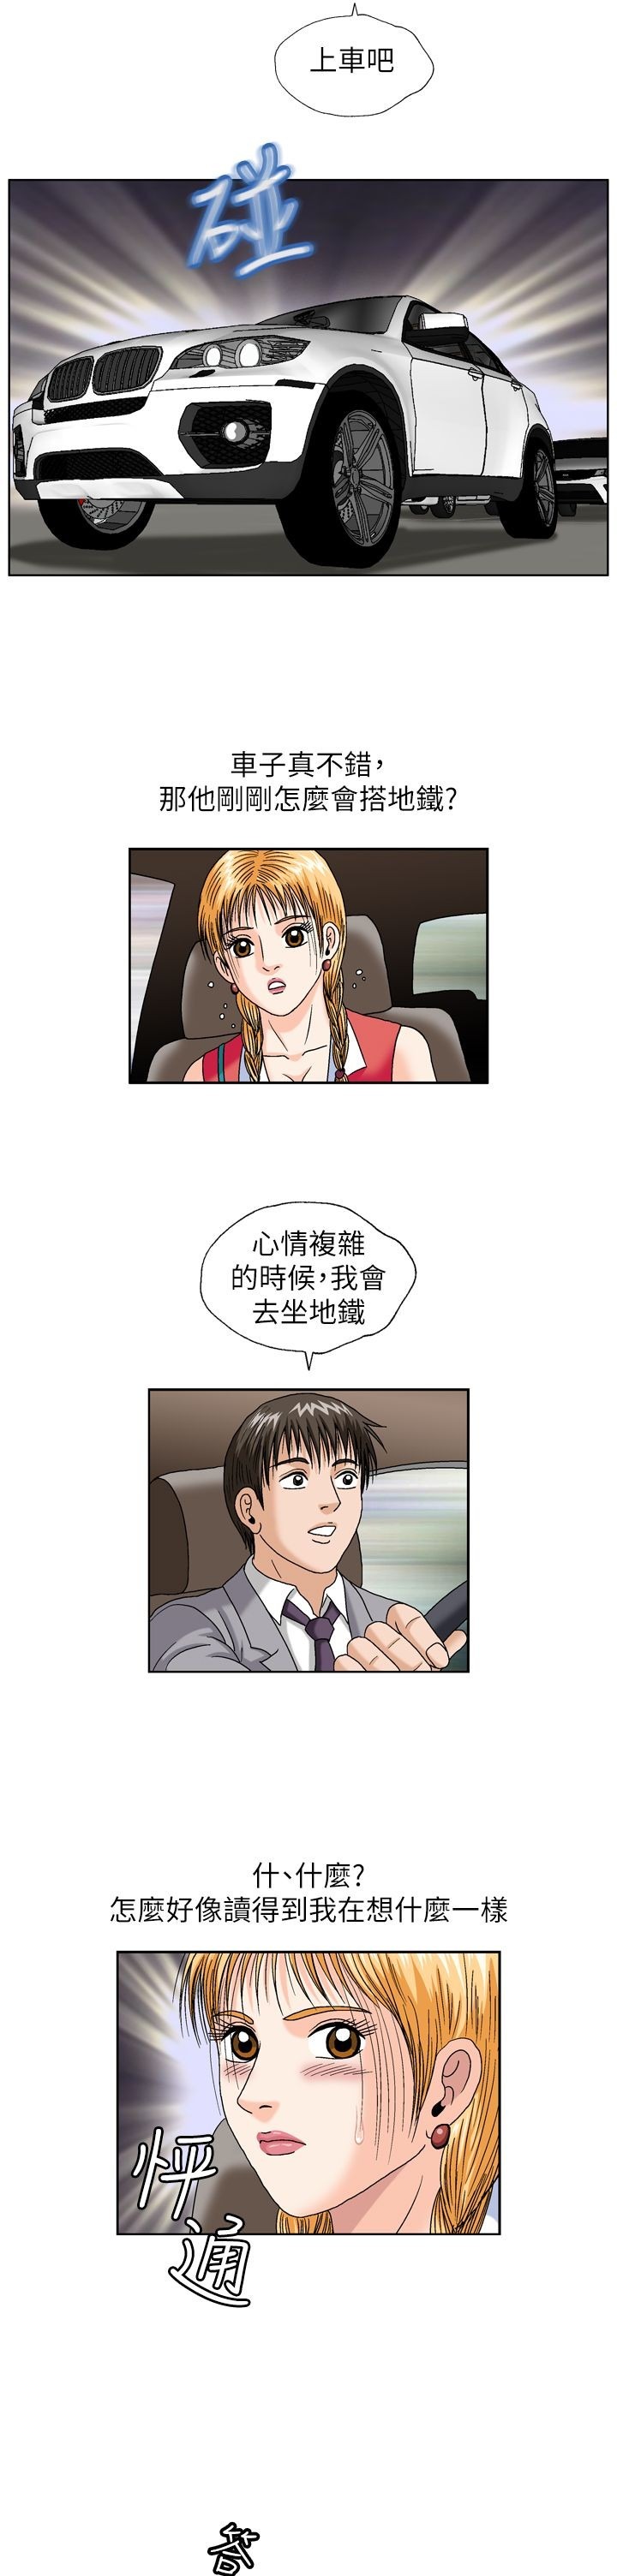 上車吧
碰
車子真不錯，
那他剛剛怎麼會搭地鐵?
心情複雜
的時候，我會
去坐地鐵
什、什麼?
怎麼好像讀得到我在想什麼一樣
怦
通
答